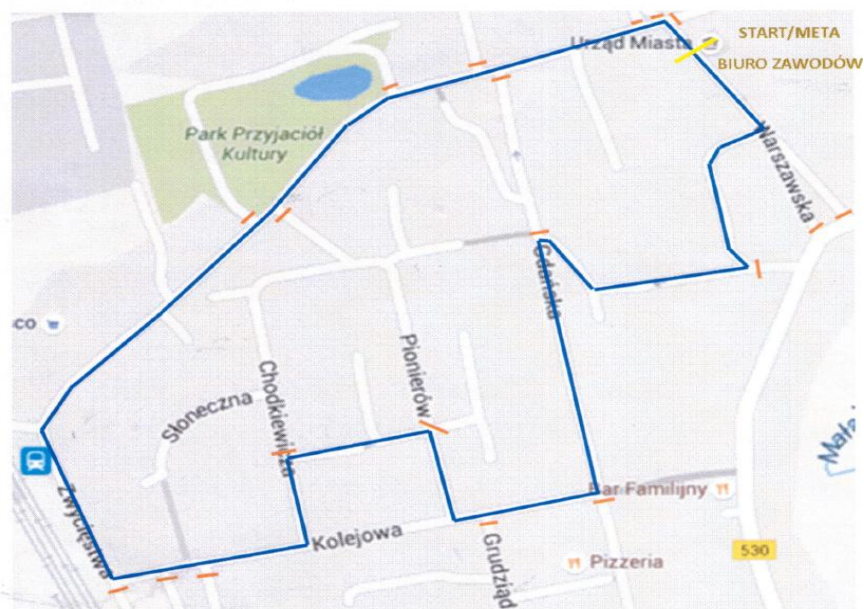 START/META
Urząd Miasta
BIURO ZAWODÓW
Park Przyjaciół
Kultury
Warszawska
Gdańska
sco
Pionierów
Chodkiewicza
Słoneczna
Zwycięstwa
Kolejowa
Bar Familijny
Grudziąd
Pizzeria
530